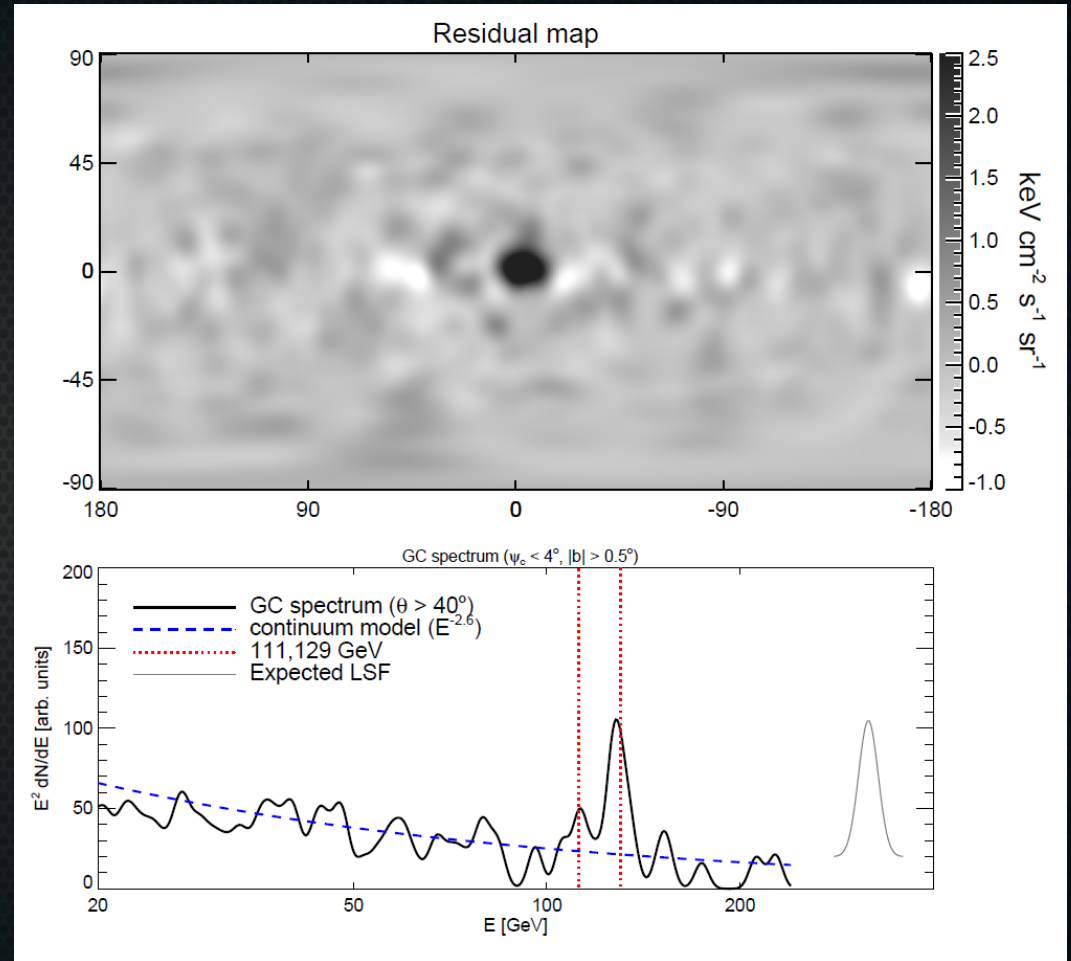 Residual map
90
45
0
-45
-90
180 90 0 -90 -180
2.5
2.0
1.5
1.0
0.5
0.0
-0.5
-1.0
keV cm⁻² s⁻¹ sr⁻¹
GC spectrum (ψc < 4°, |b| > 0.5°)
200
150
100
50
0
E² dN/dE [arb. units]
GC spectrum (θ > 40°)
continuum model (E⁻²·⁶)
111,129 GeV
Expected LSF
20 50 100 200
E [GeV]